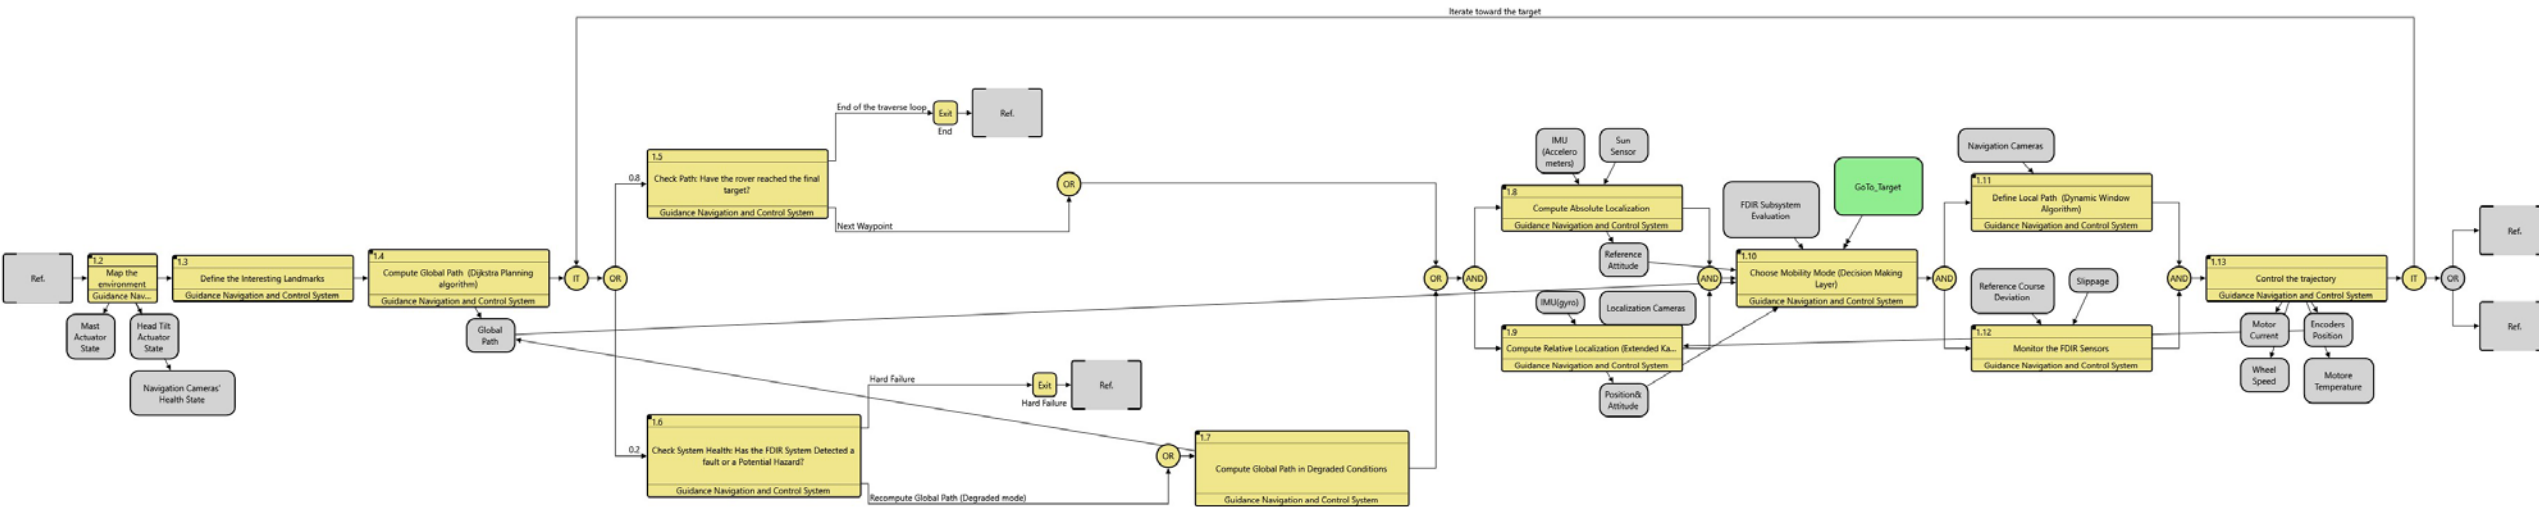 Iterate toward the target
Ref.
1.2
Map the
environment
Guidance Nav...
Mast
Actuator
State
Head Tilt
Actuator
State
Navigation Cameras'
Health State
1.3
Define the Interesting Landmarks
Guidance Navigation and Control System
1.4
Compute Global Path (Dijkstra Planning
algorithm)
Guidance Navigation and Control System
Global
Path
IT
OR
0.8
1.5
Check Path: Have the rover reached the final
target?
Guidance Navigation and Control System
End of the traverse loop
Exit
End
Ref.
Next Waypoint
OR
0.2
1.6
Check System Health: Has the FDIR System Detected a
fault or a Potential Hazard?
Guidance Navigation and Control System
Hard Failure
Exit
Hard Failure
Ref.
Recompute Global Path (Degraded mode)
OR
1.7
Compute Global Path in Degraded Conditions
Guidance Navigation and Control System
OR
AND
IMU
(Accelero
meters)
Sun
Sensor
1.8
Compute Absolute Localization
Guidance Navigation and Control System
Reference
Attitude
IMU(gyro)
Localization Cameras
1.9
Compute Relative Localization (Extended Ka...
Guidance Navigation and Control System
Position&
Attitude
AND
FDIR Subsystem
Evaluation
GoTo_Target
1.10
Choose Mobility Mode (Decision Making
Layer)
Guidance Navigation and Control System
AND
Navigation Cameras
1.11
Define Local Path (Dynamic Window
Algorithm)
Guidance Navigation and Control System
Reference Course
Deviation
Slippage
1.12
Monitor the FDIR Sensors
Guidance Navigation and Control System
AND
1.13
Control the trajectory
Guidance Navigation and Control System
Motor
Current
Encoders
Position
Wheel
Speed
Motore
Temperature
IT
OR
Ref.
Ref.